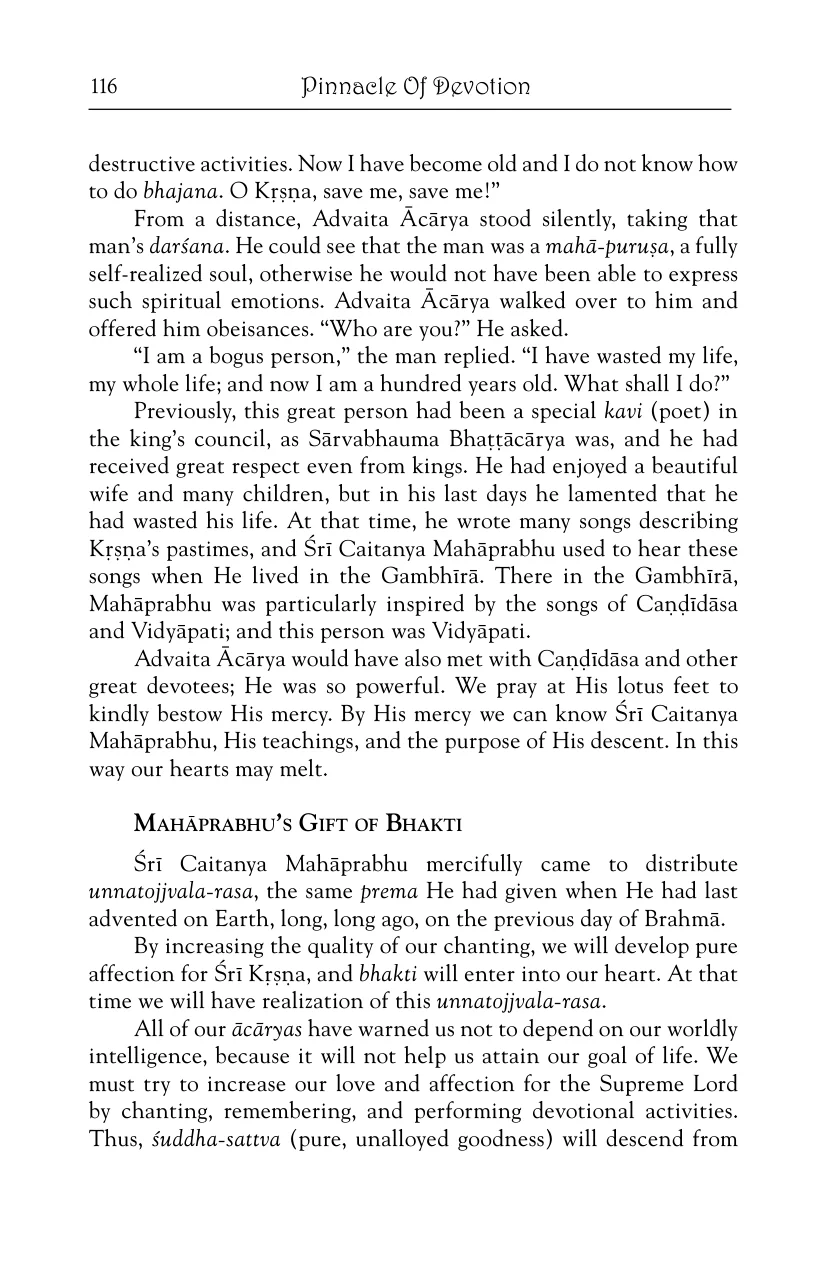 116 Pinnacle Of Devotion
destructive activities. Now I have become old and I do not know how
to do bhajana. O Kṛṣṇa, save me, save me!”
From a distance, Advaita Ācārya stood silently, taking that
man’s darśana. He could see that the man was a mahā-puruṣa, a fully
self-realized soul, otherwise he would not have been able to express
such spiritual emotions. Advaita Ācārya walked over to him and
offered him obeisances. “Who are you?” He asked.
“I am a bogus person,” the man replied. “I have wasted my life,
my whole life; and now I am a hundred years old. What shall I do?”
Previously, this great person had been a special kavi (poet) in
the king’s council, as Sārvabhauma Bhaṭṭācārya was, and he had
received great respect even from kings. He had enjoyed a beautiful
wife and many children, but in his last days he lamented that he
had wasted his life. At that time, he wrote many songs describing
Kṛṣṇa’s pastimes, and Śrī Caitanya Mahāprabhu used to hear these
songs when He lived in the Gambhīrā. There in the Gambhīrā,
Mahāprabhu was particularly inspired by the songs of Caṇḍīdāsa
and Vidyāpati; and this person was Vidyāpati.
Advaita Ācārya would have also met with Caṇḍīdāsa and other
great devotees; He was so powerful. We pray at His lotus feet to
kindly bestow His mercy. By His mercy we can know Śrī Caitanya
Mahāprabhu, His teachings, and the purpose of His descent. In this
way our hearts may melt.
Mahāprabhu’s Gift of Bhakti
Śrī Caitanya Mahāprabhu mercifully came to distribute
unnatojjvala-rasa, the same prema He had given when He had last
advented on Earth, long, long ago, on the previous day of Brahmā.
By increasing the quality of our chanting, we will develop pure
affection for Śrī Kṛṣṇa, and bhakti will enter into our heart. At that
time we will have realization of this unnatojjvala-rasa.
All of our ācāryas have warned us not to depend on our worldly
intelligence, because it will not help us attain our goal of life. We
must try to increase our love and affection for the Supreme Lord
by chanting, remembering, and performing devotional activities.
Thus, śuddha-sattva (pure, unalloyed goodness) will descend from